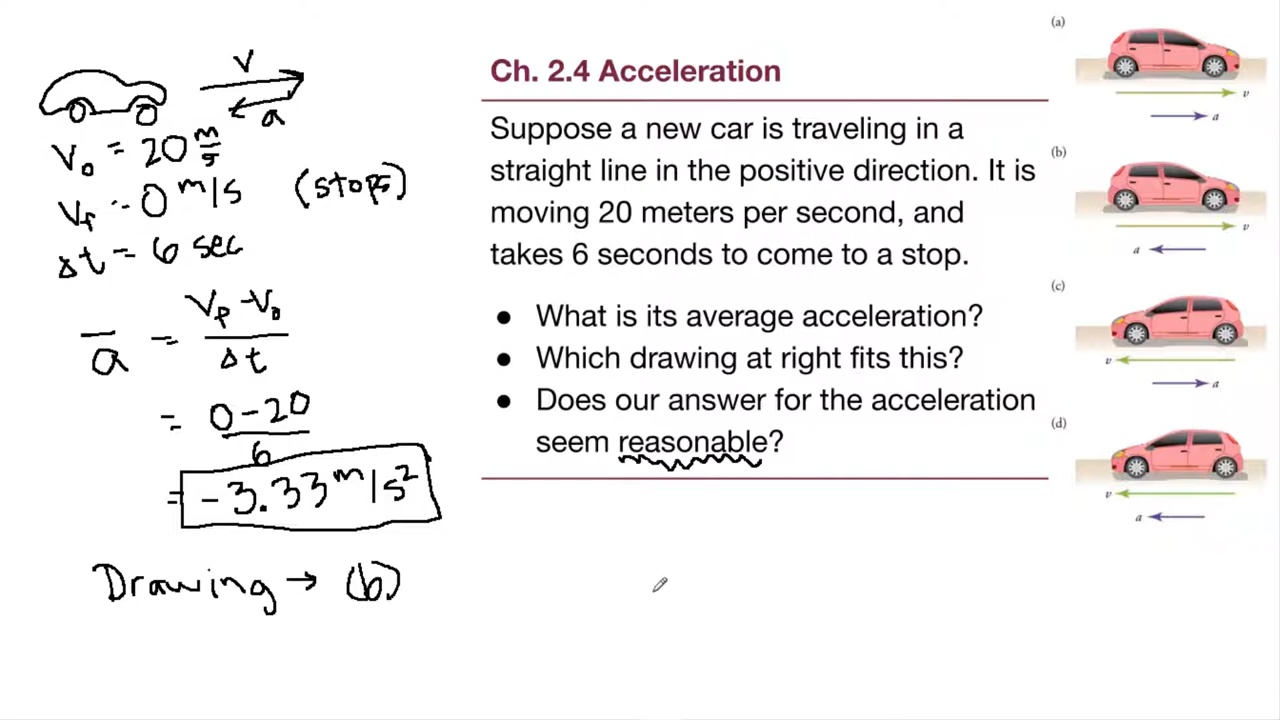 V
a
V₀ = 20 m/s
Vf = 0 m/s (stops)
Δt = 6 sec
a̅ = Vf - V₀ / Δt
= 0 - 20 / 6
= -3.33 m/s²
Drawing → (b)
Ch. 2.4 Acceleration
Suppose a new car is traveling in a
straight line in the positive direction. It is
moving 20 meters per second, and
takes 6 seconds to come to a stop.
● What is its average acceleration?
● Which drawing at right fits this?
● Does our answer for the acceleration
seem reasonable?
(a)
v
a
(b)
v
a
(c)
v
a
(d)
v
a